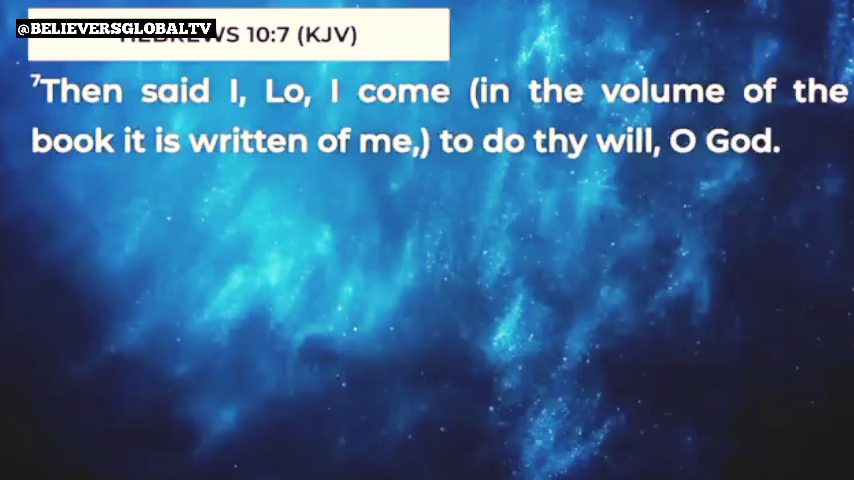 @BELIEVERSGLOBALTV
HEBREWS 10:7 (KJV)
⁷Then said I, Lo, I come (in the volume of the
book it is written of me,) to do thy will, O God.